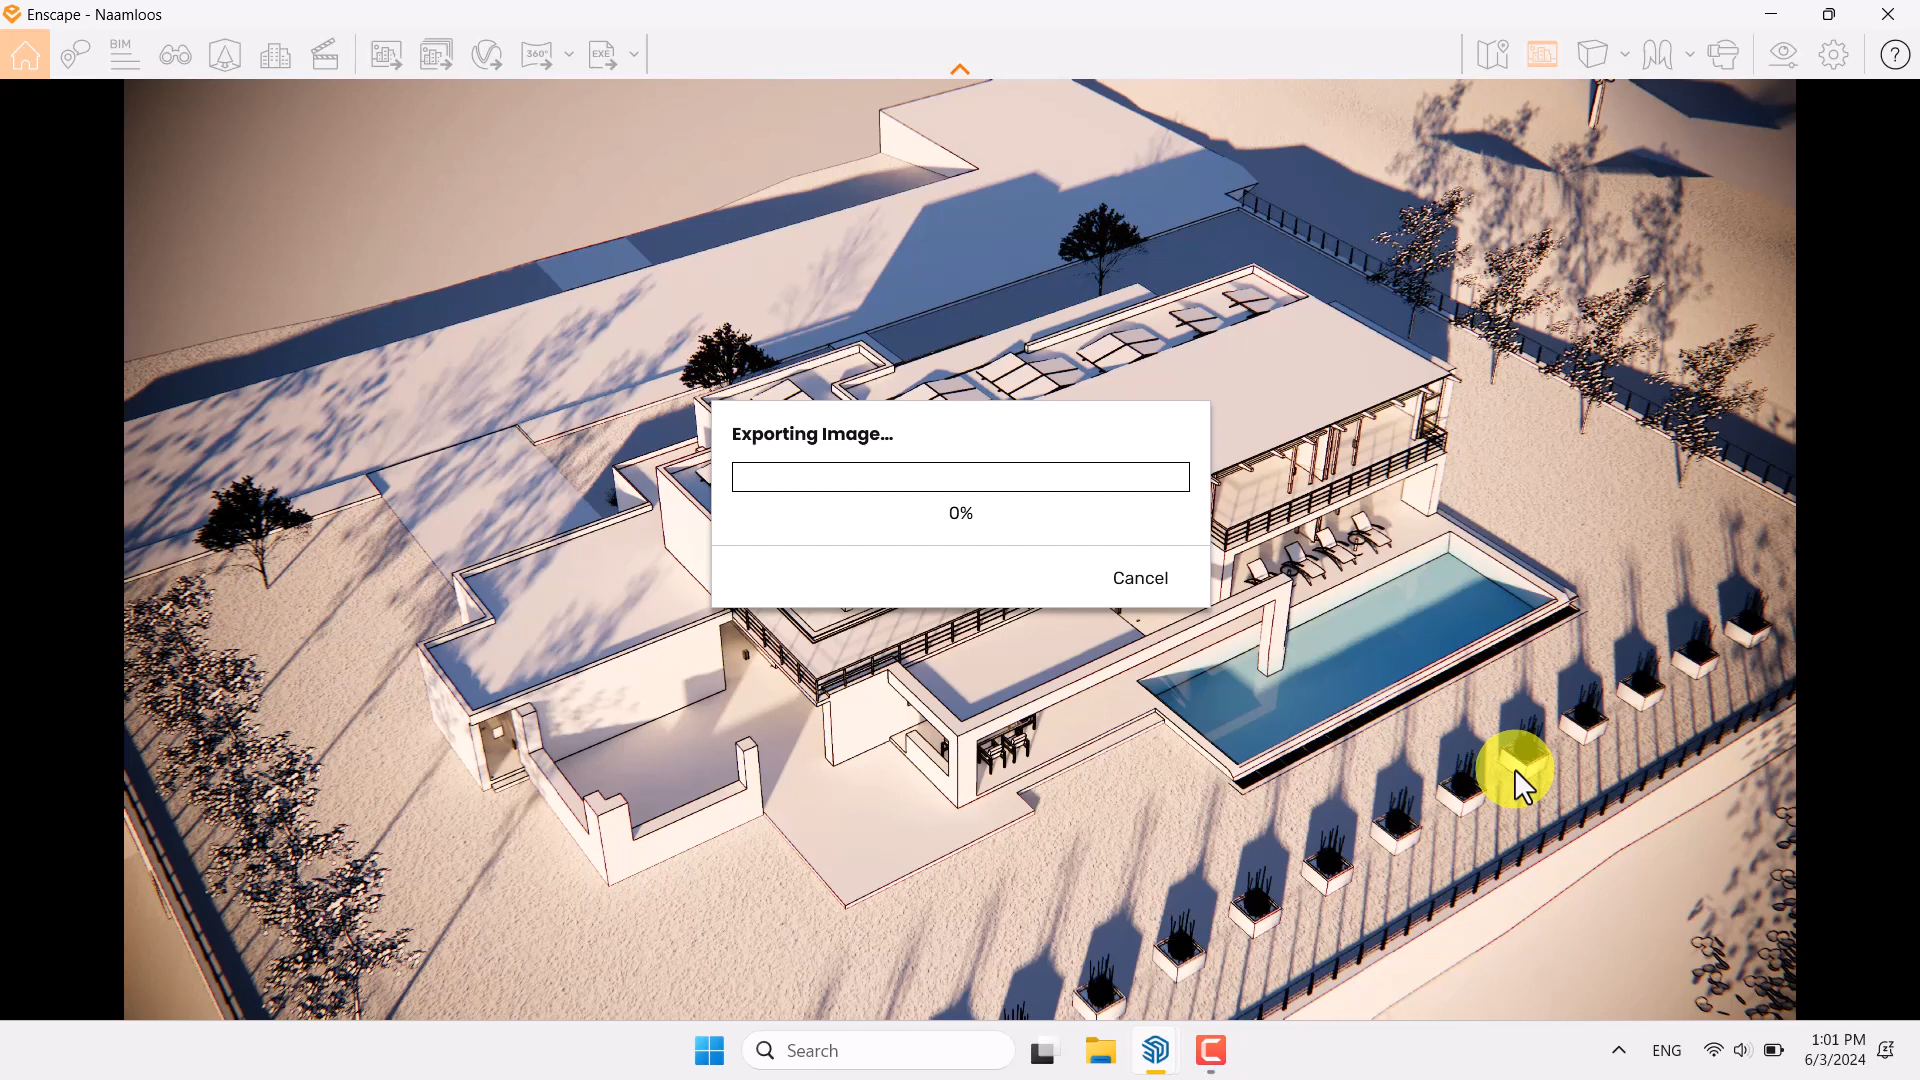 Enscape - Naamloos
BIM
360°
EXE
?
Exporting Image...
0%
Cancel
Search
ENG
1:01 PM
6/3/2024